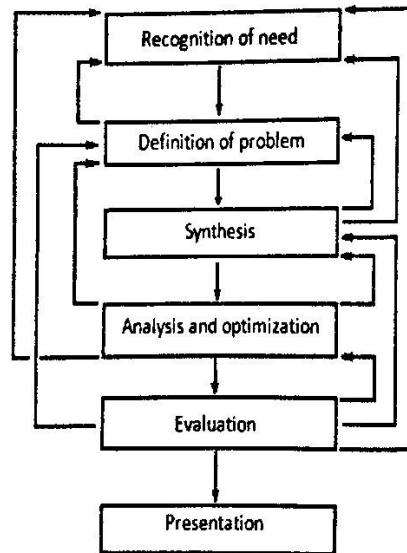 Recognition of need
Definition of problem
Synthesis
Analysis and optimization
Evaluation
Presentation